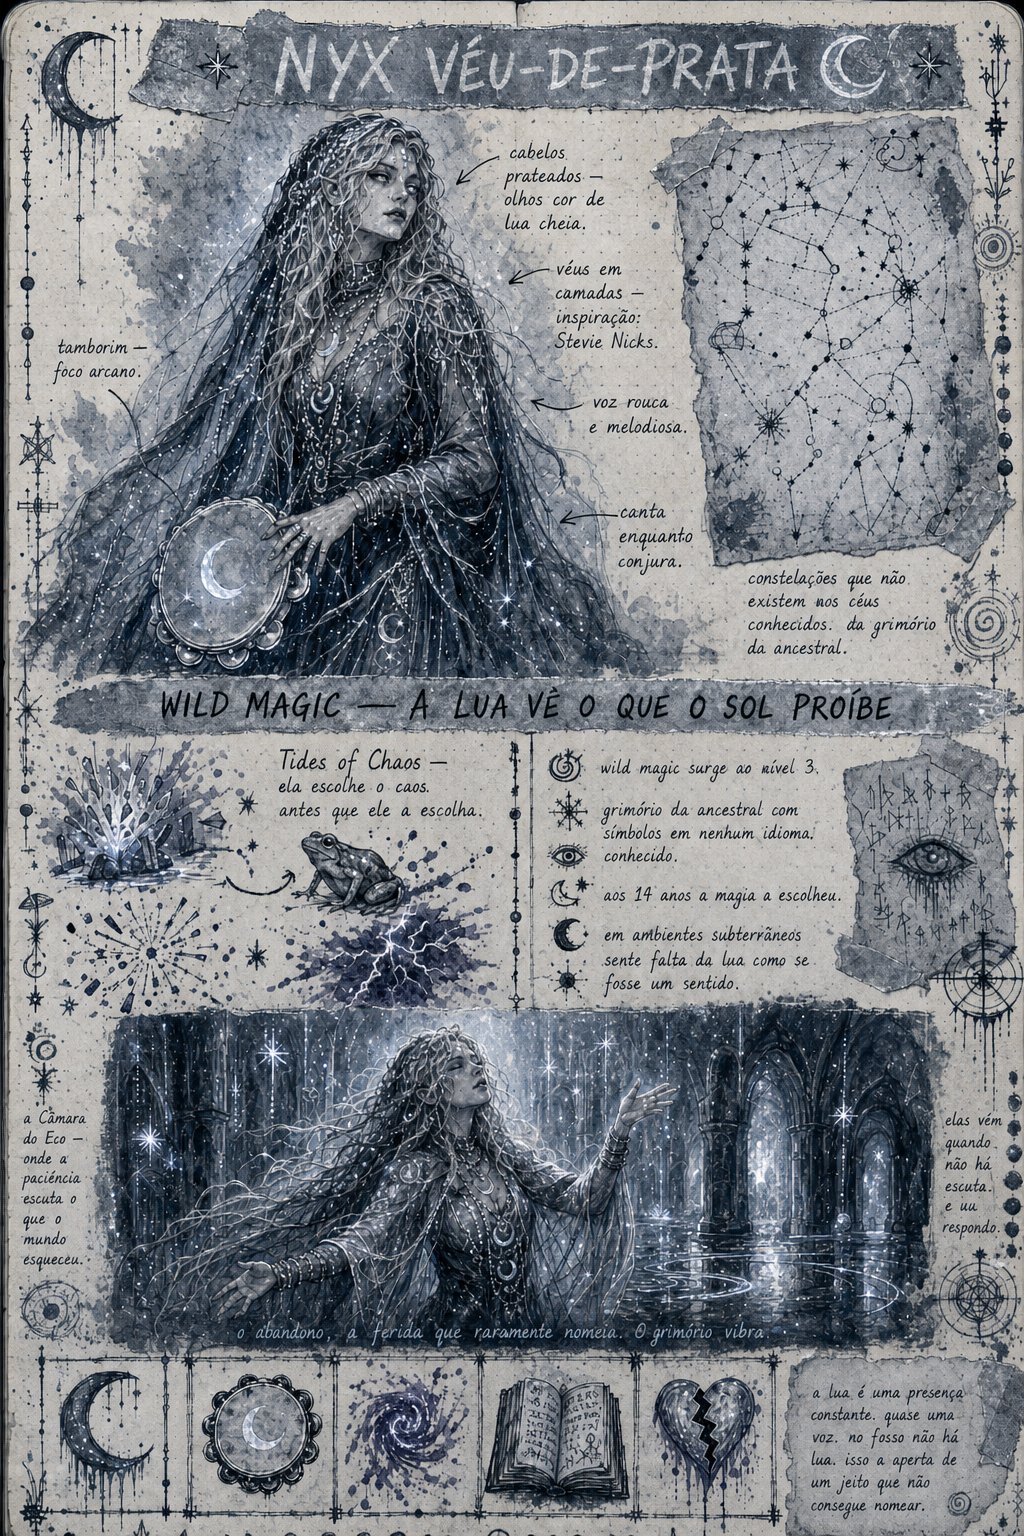 NYX VÉU-DE-PRATA
cabelos
prateados —
olhos cor de
lua cheia.
véus em
camadas —
inspiração:
Stevie Nicks.
tamborim —
foco arcano.
voz rouca
e melodiosa.
canta
enquanto
conjura.
constelações que não
existem nos céus
conhecidos. da grimório
da ancestral.
WILD MAGIC — A LUA VÊ O QUE O SOL PROÍBE
Tides of Chaos —
ela escolhe o caos.
antes que ele a escolha.
wild magic surge ao nível 3.
grimório da ancestral com
símbolos em nenhum idioma.
conhecido.
aos 14 anos a magia a escolheu.
em ambientes subterrâneos
sente falta da lua como se
fosse um sentido.
a Câmara
do Eco —
onde a
paciência
escuta o
que o
mundo
esqueceu.
elas vêm
quando
não há
escuta.
e uu
respondo.
o abandono, a ferida que raramente nomeia. O grimório vibra.
a lua é uma presença
constante. quase uma
voz. no fosso não há
lua. isso a aperta de
um jeito que não
consegue nomear.